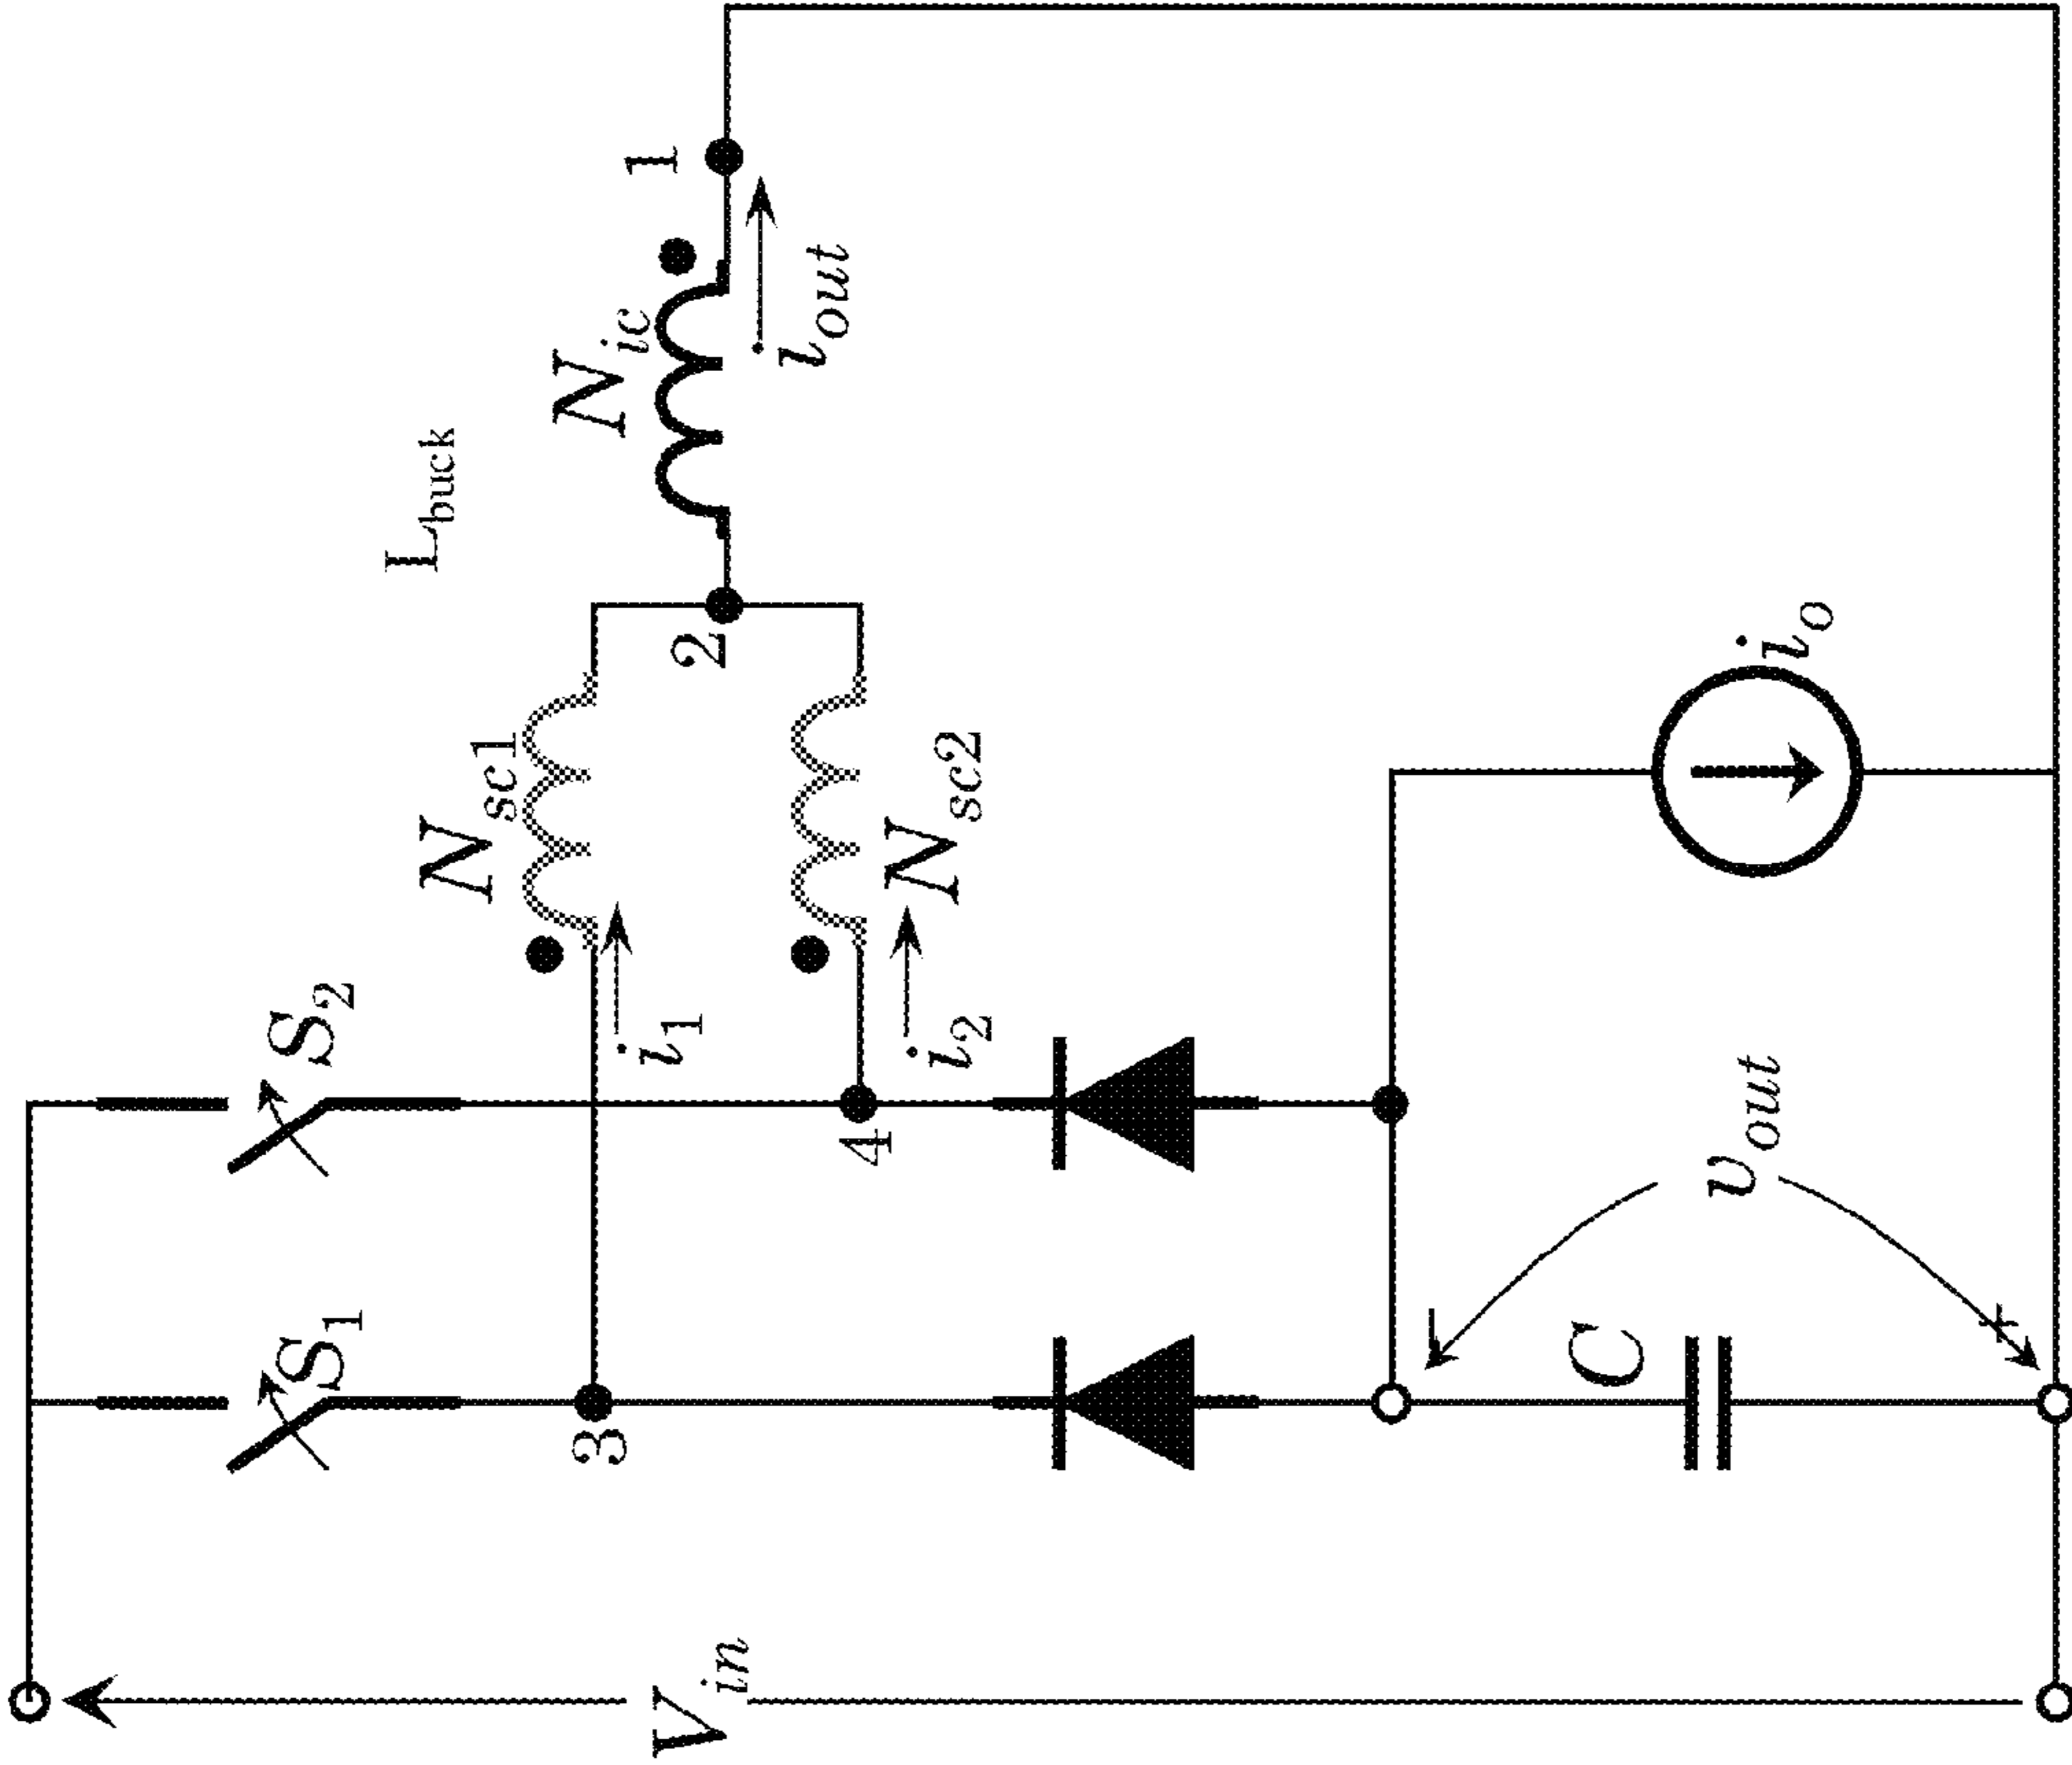 1
i_out
N_ic
L_buck
2
N_sc1
N_sc2
i_o
S_2
i_1
i_2
4
v_out
S_1
3
−
C
+
V_in